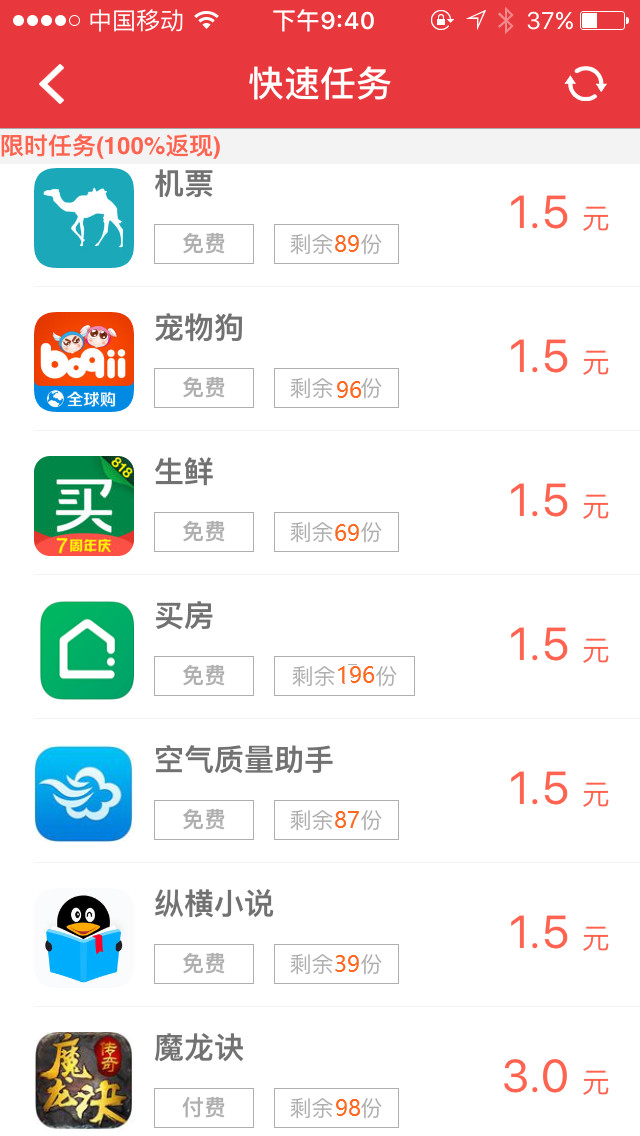 中国移动 下午9:40 37%
快速任务
限时任务(100%返现)
机票
免费 剩余89份
1.5 元
boqii
全球购
宠物狗
免费 剩余96份
1.5 元
818
买
7周年庆
生鲜
免费 剩余69份
1.5 元
买房
免费 剩余196份
1.5 元
空气质量助手
免费 剩余87份
1.5 元
纵横小说
免费 剩余39份
1.5 元
魔龙诀
传奇
魔龙诀
付费 剩余98份
3.0 元